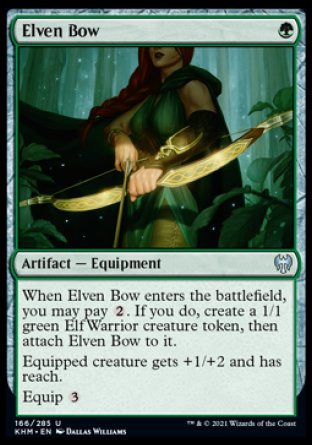 Elven Bow
Artifact — Equipment
When Elven Bow enters the battlefield,
you may pay 2. If you do, create a 1/1
green Elf Warrior creature token, then
attach Elven Bow to it.
Equipped creature gets +1/+2 and has
reach.
Equip 3
166/285 U
KHM • EN DALLAS WILLIAMS
™ & © 2021 Wizards of the Coast